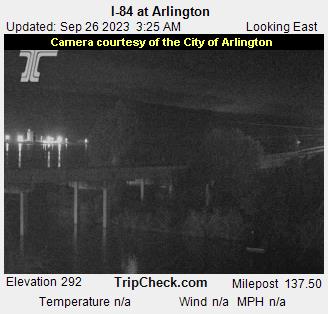 I-84 at Arlington
Updated: Sep 26 2023 3:25 AM Looking East
Camera courtesy of the City of Arlington
Elevation 292 TripCheck.com Milepost 137.50
Temperature n/a Wind n/a MPH n/a